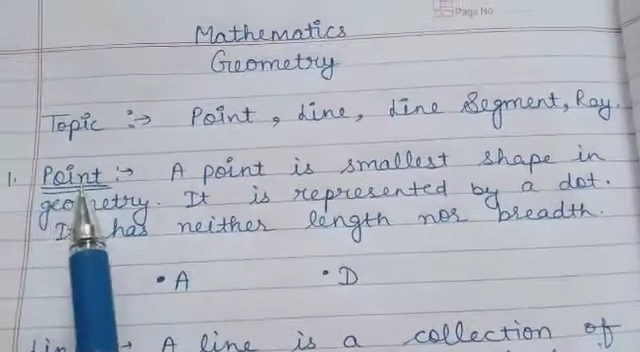 Page No
Mathematics
Geometry
Topic :→ Point, Line, Line Segment, Ray.
1. Point :→ A point is smallest shape in
geometry. It is represented by a dot.
It has neither length nor breadth.
• A • D
→ A line is a collection of